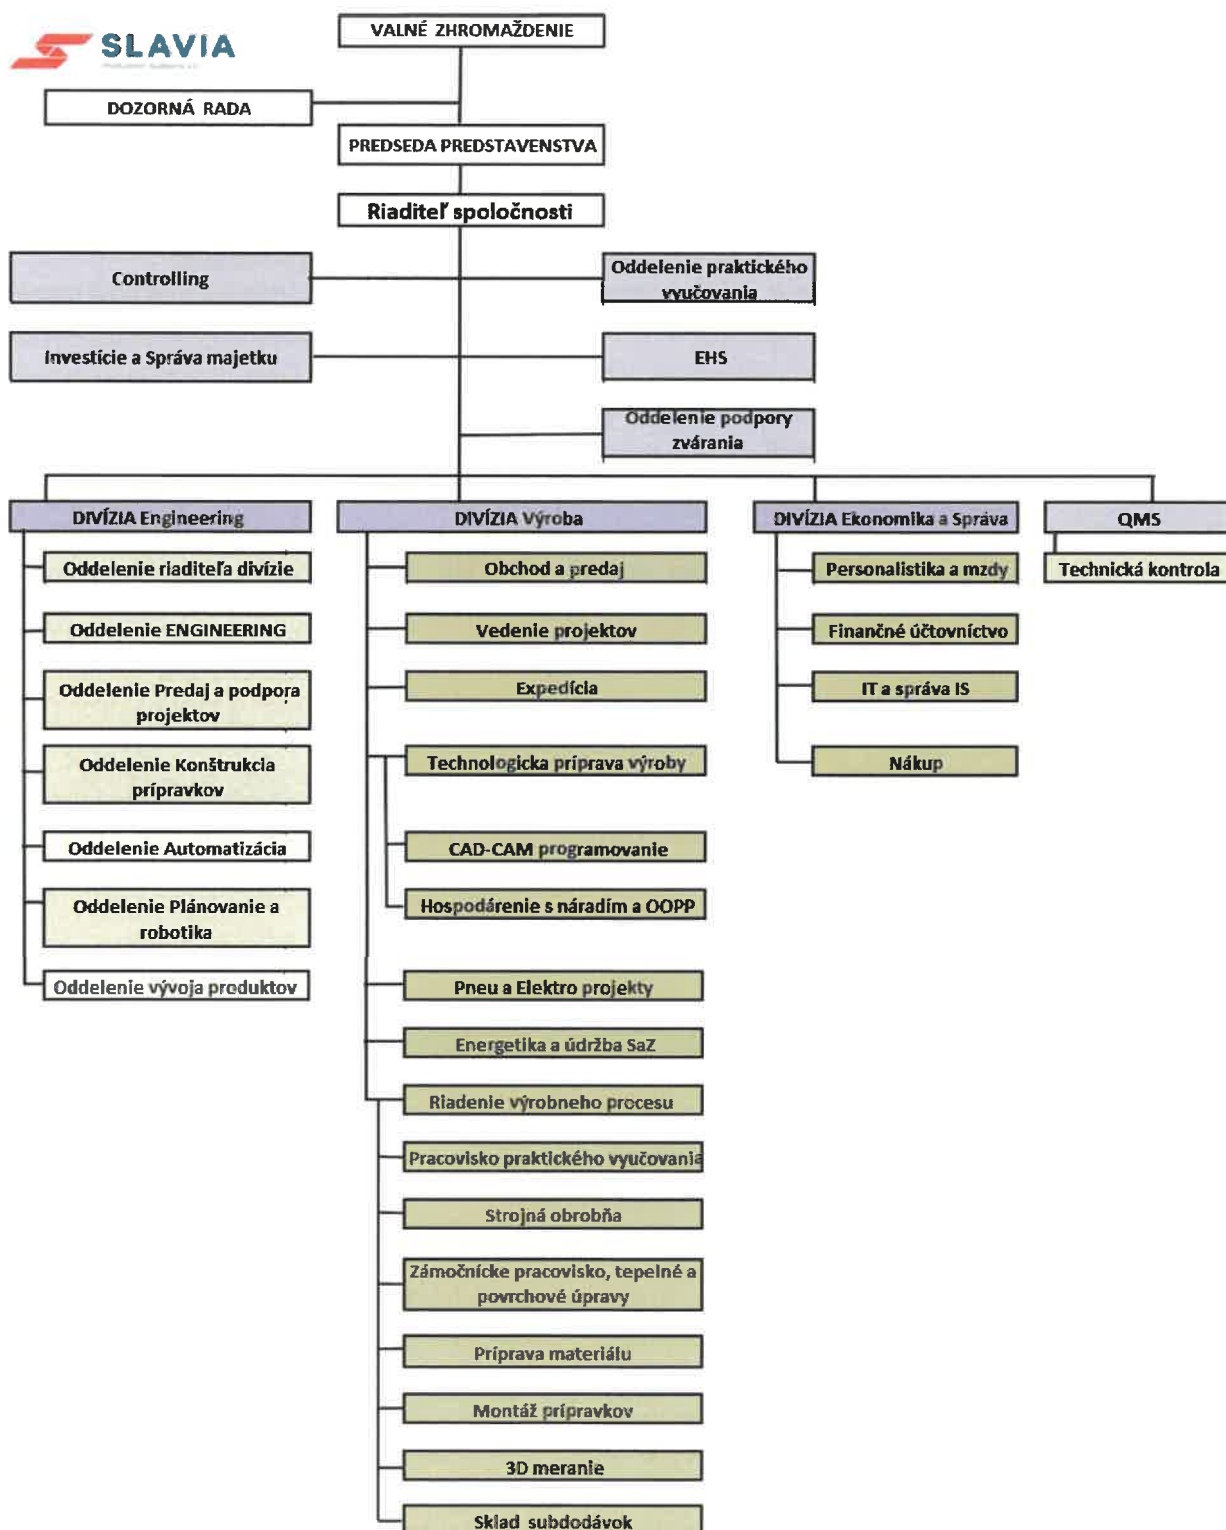 SLAVIA
VALNÉ ZHROMAŽDENIE
DOZORNÁ RADA
PREDSEDA PREDSTAVENSTVA
Riaditeľ spoločnosti
Controlling
Oddelenie praktického
vyučovania
Investície a Správa majetku
EHS
Oddelenie podpory
zvárania
DIVÍZIA Engineering
Oddelenie riaditeľa divízie
Oddelenie ENGINEERING
Oddelenie Predaj a podpora
projektov
Oddelenie Konštrukcia
prípravkov
Oddelenie Automatizácia
Oddelenie Plánovanie a
robotika
Oddelenie vývoja produktov
DIVÍZIA Výroba
Obchod a predaj
Vedenie projektov
Expedícia
Technologicka príprava výroby
CAD-CAM programovanie
Hospodárenie s náradím a OOPP
Pneu a Elektro projekty
Energetika a údržba SaZ
Riadenie výrobneho procesu
Pracovisko praktického vyučovania
Strojná obrobňa
Zámočnícke pracovisko, tepelné a
povrchové úpravy
Príprava materiálu
Montáž prípravkov
3D meranie
Sklad subdodávok
DIVÍZIA Ekonomika a Správa
Personalistika a mzdy
Finančné účtovníctvo
IT a správa IS
Nákup
QMS
Technická kontrola